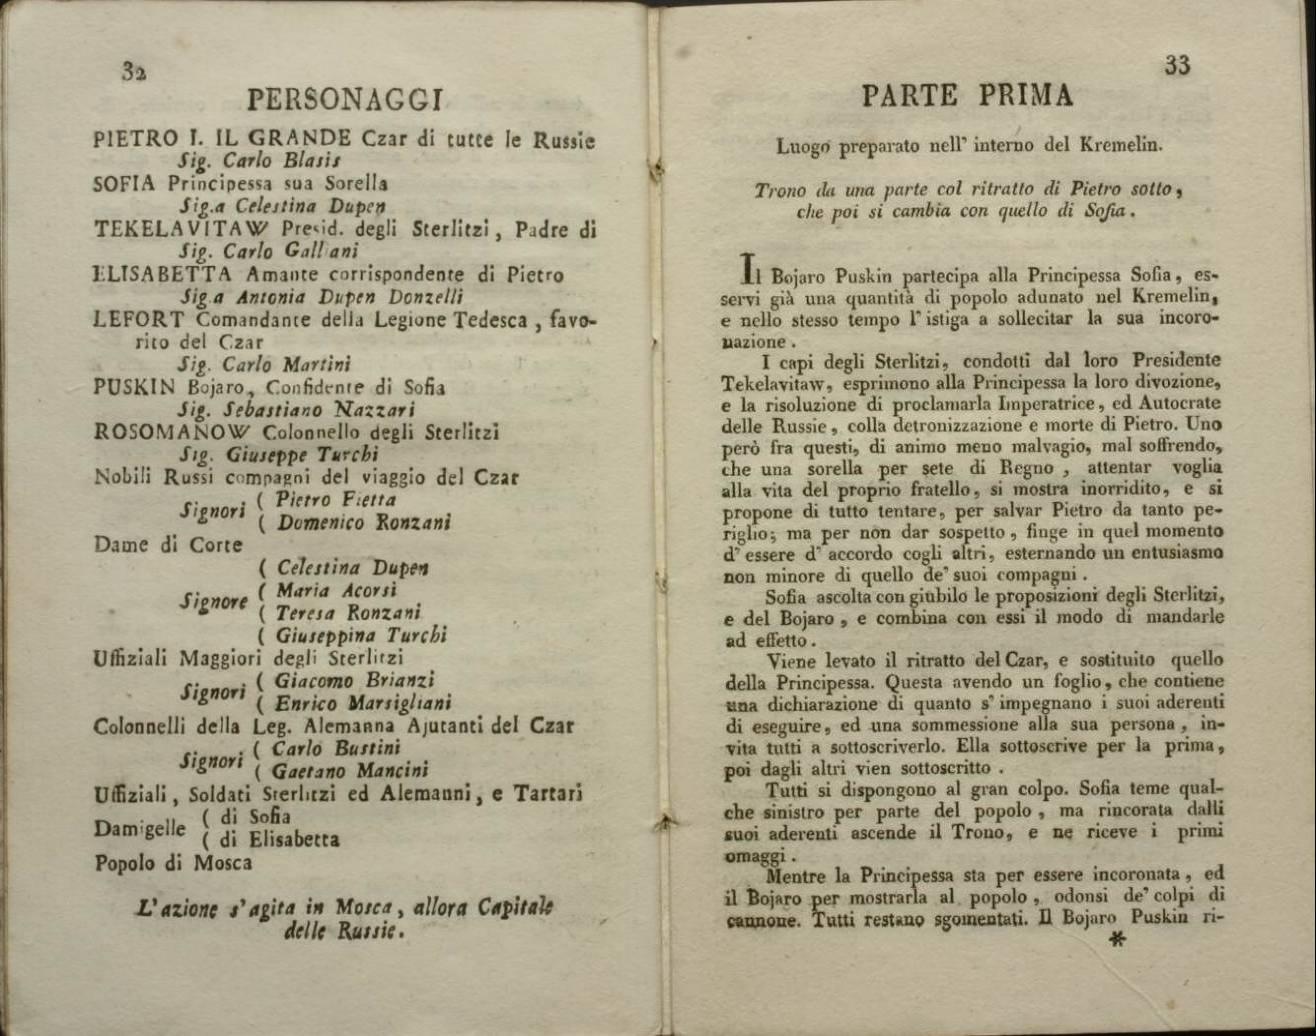 32
PERSONAGGI
PIETRO I. IL GRANDE Czar di tutte le Russie
Sig. Carlo Blasis
SOFIA Principessa sua Sorella
Sig.a Celestina Dupen
TEKELAVITAW Presid. degli Sterlitzi, Padre di
Sig. Carlo Gallani
ELISABETTA Amante corrispondente di Pietro
Sig.a Antonia Dupen Donzelli
LEFORT Comandante della Legione Tedesca, favo-
rito del Czar
Sig. Carlo Martini
PUSKIN Bojaro, Confidente di Sofia
Sig. Sebastiano Nazzari
ROSOMANOW Colonnello degli Sterlitzi
Sig. Giuseppe Turchi
Nobili Russi compagni del viaggio del Czar
Signori ( Pietro Fietta
( Domenico Ronzani
Dame di Corte
( Celestina Dupen
Signore ( Maria Acorsi
( Teresa Ronzani
( Giuseppina Turchi
Uffiziali Maggiori degli Sterlitzi
Signori ( Giacomo Brianzi
( Enrico Marsigliani
Colonnelli della Leg. Alemanna Ajutanti del Czar
Signori ( Carlo Bustini
( Gaetano Mancini
Uffiziali, Soldati Sterlitzi ed Alemanni, e Tartari
Damigelle ( di Sofia
( di Elisabetta
Popolo di Mosca
L'azione s'agita in Mosca, allora Capitale
delle Russie.
33
PARTE PRIMA
Luogo preparato nell' interno del Kremelin.
Trono da una parte col ritratto di Pietro sotto,
che poi si cambia con quello di Sofia.
Il Bojaro Puskin partecipa alla Principessa Sofia, es-
servi già una quantità di popolo adunato nel Kremelin,
e nello stesso tempo l'istiga a sollecitar la sua incoro-
nazione.
I capi degli Sterlitzi, condotti dal loro Presidente
Tekelavitaw, esprimono alla Principessa la loro divozione,
e la risoluzione di proclamarla Imperatrice, ed Autocrate
delle Russie, colla detronizzazione e morte di Pietro. Uno
però fra questi, di animo meno malvagio, mal soffrendo,
che una sorella per sete di Regno, attentar voglia
alla vita del proprio fratello, si mostra inorridito, e si
propone di tutto tentare, per salvar Pietro da tanto pe-
riglio; ma per non dar sospetto, finge in quel momento
d' essere d' accordo cogli altri, esternando un entusiasmo
non minore di quello de' suoi compagni.
Sofia ascolta con giubilo le proposizioni degli Sterlitzi,
e del Bojaro, e combina con essi il modo di mandarle
ad effetto.
Viene levato il ritratto del Czar, e sostituito quello
della Principessa. Questa avendo un foglio, che contiene
una dichiarazione di quanto s' impegnano i suoi aderenti
di eseguire, ed una sommessione alla sua persona, in-
vita tutti a sottoscriverlo. Ella sottoscrive per la prima,
poi dagli altri vien sottoscritto.
Tutti si dispongono al gran colpo. Sofia teme qual-
che sinistro per parte del popolo, ma rincorata dalli
suoi aderenti ascende il Trono, e ne riceve i primi
omaggi.
Mentre la Principessa sta per essere incoronata, ed
il Bojaro per mostrarla al popolo, odonsi de' colpi di
cannone. Tutti restano sgomentati. Il Bojaro Puskin ri-
*